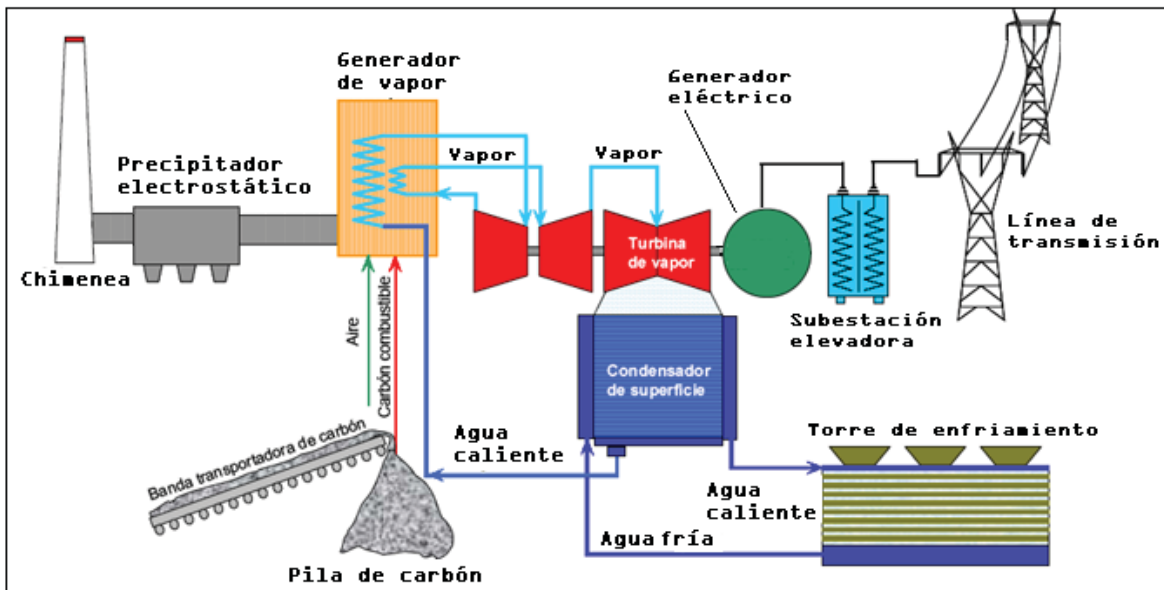 Generador
de vapor
Generador
eléctrico
Precipitador
electrostático
Vapor
Vapor
Línea de
transmisión
Turbina
de vapor
Chimenea
Aire
Carbón combustible
Subestación
elevadora
Condensador
de superficie
Banda transportadora de carbón
Agua
caliente
Torre de enfriamiento
Agua
caliente
Agua fría
Pila de carbón